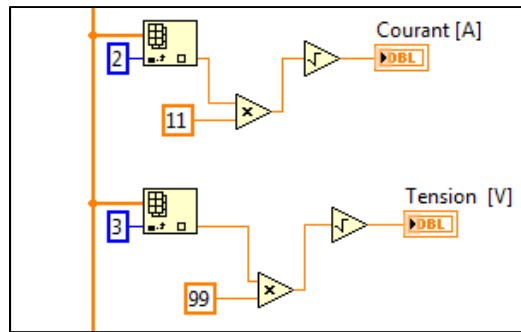 Courant [A]
2
DBL
11
Tension [V]
3
DBL
99